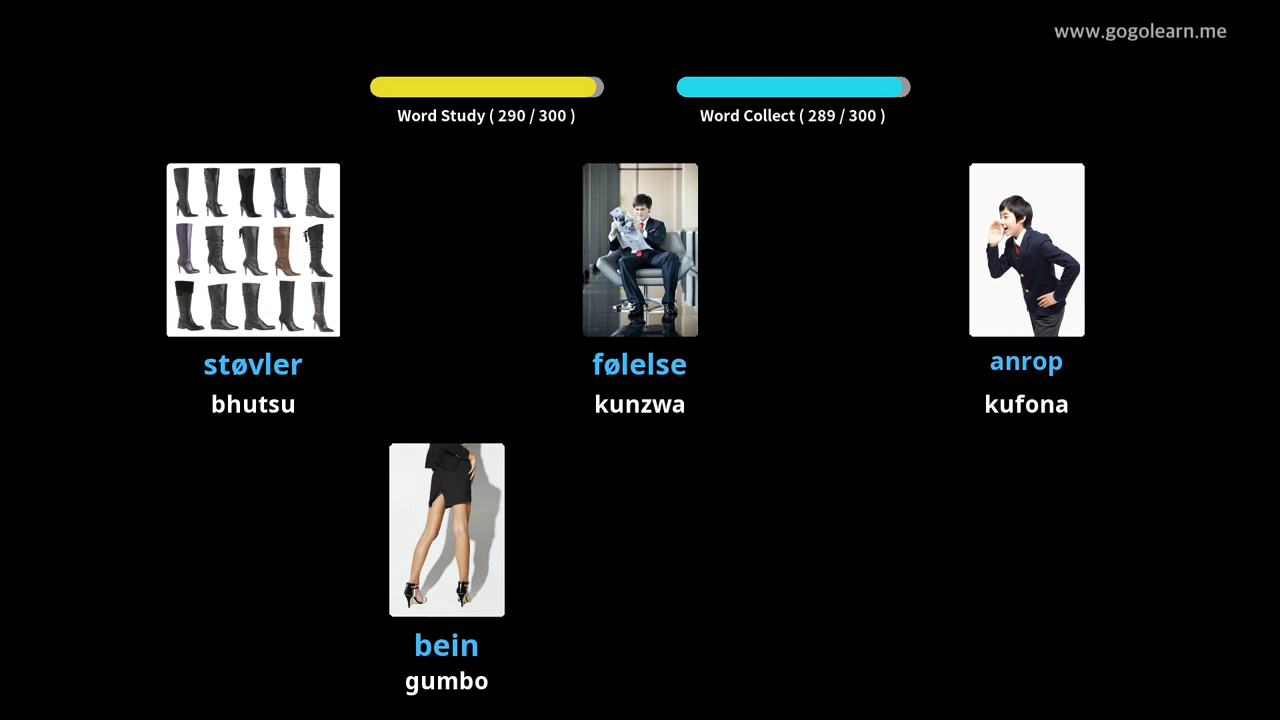 www.gogolearn.me
Word Study ( 290 / 300 )
Word Collect ( 289 / 300 )
støvler
følelse
anrop
bhutsu
kunzwa
kufona
bein
gumbo